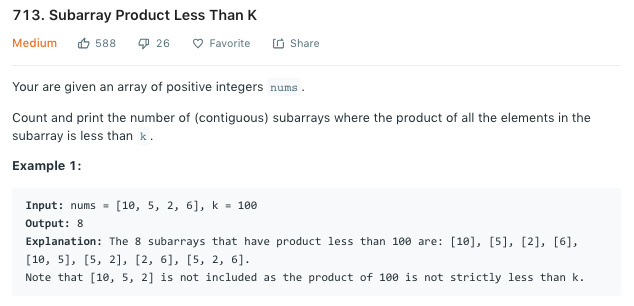 713. Subarray Product Less Than K
Medium 588 26 Favorite Share
Your are given an array of positive integers nums.
Count and print the number of (contiguous) subarrays where the product of all the elements in the
subarray is less than k.
Example 1:
Input: nums = [10, 5, 2, 6], k = 100
Output: 8
Explanation: The 8 subarrays that have product less than 100 are: [10], [5], [2], [6],
[10, 5], [5, 2], [2, 6], [5, 2, 6].
Note that [10, 5, 2] is not included as the product of 100 is not strictly less than k.